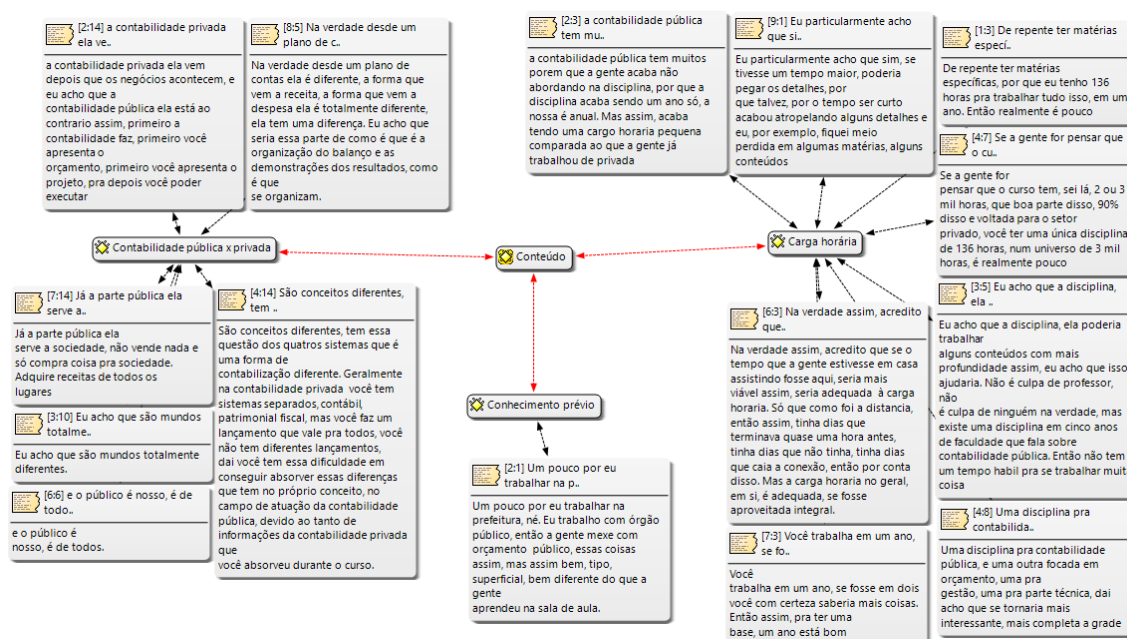 [2:14] a contabilidade privada
ela ve..
a contabilidade privada ela vem
depois que os negócios acontecem, e
eu acho que a
contabilidade pública ela está ao
contrario assim, primeiro a
contabilidade faz, primeiro você
apresenta o
orçamento, primeiro você apresenta o
projeto, pra depois você poder
executar
[8:5] Na verdade desde um
plano de c..
Na verdade desde um plano de
contas ela é diferente, a forma que
vem a receita, a forma que vem a
despesa ela é totalmente diferente,
ela tem uma diferença. Eu acho que
seria essa parte de como é que é a
organização do balanço e as
demonstrações dos resultados, como
é que
se organizam.
[2:3] a contabilidade pública
tem mu..
a contabilidade pública tem muitos
porem que a gente acaba não
abordando na disciplina, por que a
disciplina acaba sendo um ano só, a
nossa é anual. Mas assim, acaba
tendo uma cargo horaria pequena
comparada ao que a gente já
trabalhou de privada
[9:1] Eu particularmente acho
que si..
Eu particularmente acho que sim, se
tivesse um tempo maior, poderia
pegar os detalhes, por
que talvez, por o tempo ser curto
acabou atropelando alguns detalhes e
eu, por exemplo, fiquei meio
perdida em algumas matérias, alguns
conteúdos
[1:3] De repente ter matérias
especí..
De repente ter matérias
específicas, por que eu tenho 136
horas pra trabalhar tudo isso, em um
ano. Então realmente é pouco
[4:7] Se a gente for pensar que
o cu..
Se a gente for
pensar que o curso tem, sei lá, 2 ou 3
mil horas, que boa parte disso, 90%
disso e voltada para o setor
privado, você ter uma única disciplina
de 136 horas, num universo de 3 mil
horas, é realmente pouco
Contabilidade pública x privada
Conteúdo
Carga horária
[7:14] Já a parte pública ela
serve a..
Já a parte pública ela
serve a sociedade, não vende nada e
só compra coisa pra sociedade.
Adquire receitas de todos os
lugares
[3:10] Eu acho que são mundos
totalme..
Eu acho que são mundos totalmente
diferentes.
[6:6] e o público é nosso, é de
todo..
e o público é
nosso, é de todos.
[4:14] São conceitos diferentes,
tem ..
São conceitos diferentes, tem essa
questão dos quatros sistemas que é
uma forma de
contabilização diferente. Geralmente
na contabilidade privada você tem
sistemas separados, contábil,
patrimonial fiscal, mas você faz um
lançamento que vale pra todos, você
não tem diferentes lançamentos,
dai você tem essa dificuldade em
conseguir absorver essas diferenças
que tem no próprio conceito, no
campo de atuação da contabilidade
pública, devido ao tanto de
informações da contabilidade privada
que
você absorveu durante o curso.
Conhecimento prévio
[2:1] Um pouco por eu
trabalhar na p..
Um pouco por eu trabalhar na
prefeitura, né. Eu trabalho com órgão
público, então a gente mexe com
orçamento público, essas coisas
assim, mas assim bem, tipo,
superficial, bem diferente do que a
gente
aprendeu na sala de aula.
[6:3] Na verdade assim, acredito
que..
Na verdade assim, acredito que se o
tempo que a gente estivesse em casa
assistindo fosse aqui, seria mais
viável assim, seria adequada à carga
horaria. Só que como foi a distancia,
então assim, tinha dias que
terminava quase uma hora antes,
tinha dias que não tinha, tinha dias
que caia a conexão, então por conta
disso. Mas a carga horaria no geral,
em si, é adequada, se fosse
aproveitada integral.
[7:3] Você trabalha em um ano,
se fo..
Você
trabalha em um ano, se fosse em dois
você com certeza saberia mais coisas.
Então assim, pra ter uma
base, um ano está bom
[3:5] Eu acho que a disciplina,
ela ..
Eu acho que a disciplina, ela poderia
trabalhar
alguns conteúdos com mais
profundidade assim, eu acho que isso
ajudaria. Não é culpa de professor,
não
é culpa de ninguém na verdade, mas
existe uma disciplina em cinco anos
de faculdade que fala sobre
contabilidade pública. Então não tem
um tempo habil pra se trabalhar muita
coisa
[4:8] Uma disciplina pra
contabilida..
Uma disciplina pra contabilidade
pública, e uma outra focada em
orçamento, uma pra
gestão, uma pra parte técnica, dai
acho que se tornaria mais
interessante, mais completa a grade